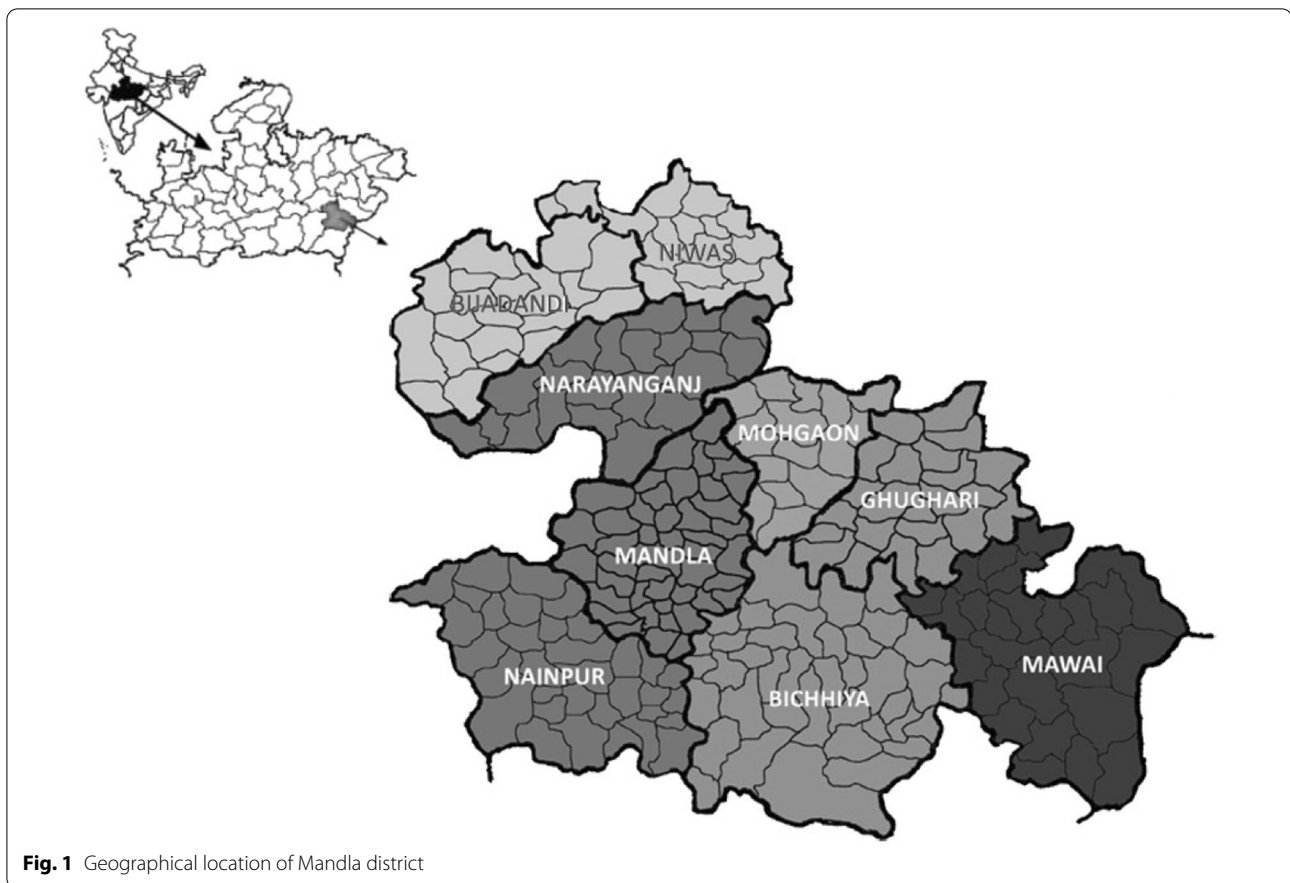 NIWAS
BIJADANDI
NARAYANGANJ
MOHGAON
GHUGHARI
MANDLA
MAWAI
NAINPUR
BICHHIYA
Fig. 1 Geographical location of Mandla district